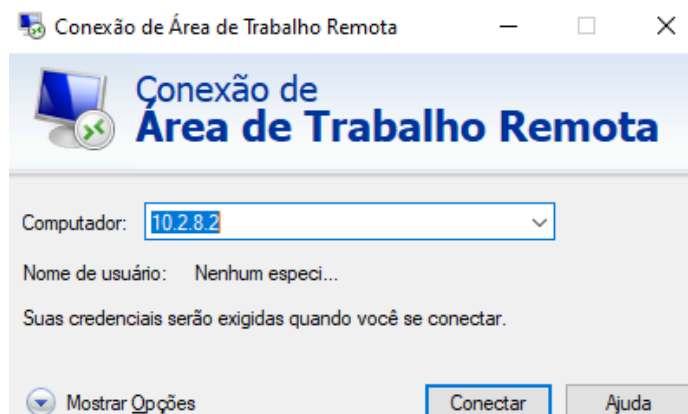 Conexão de Área de Trabalho Remota
Conexão de
Área de Trabalho Remota
Computador: 10.2.8.2
Nome de usuário: Nenhum especi...
Suas credenciais serão exigidas quando você se conectar.
Mostrar Opções Conectar Ajuda